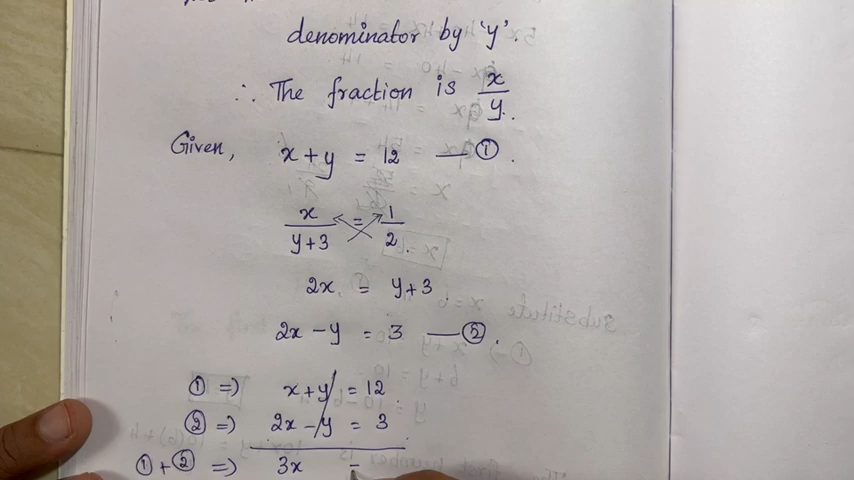 denominator by 'y'.
∴ The fraction is x/y.
Given, x+y = 12 — ①.
x/(y+3) = 1/2.
2x = y+3.
2x – y = 3 — ②.
① ⇒ x+y = 12.
② ⇒ 2x – y = 3
①+② ⇒ 3x =